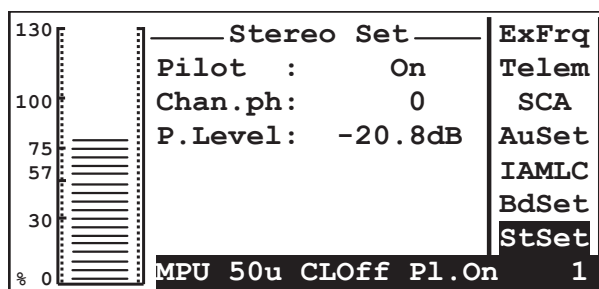 130
100
75
57
30
% 0
Stereo Set
Pilot : On
Chan.ph: 0
P.Level: -20.8dB
ExFrq
Telem
SCA
AuSet
IAMLC
BdSet
StSet
MPU 50u CLOff Pl.On 1